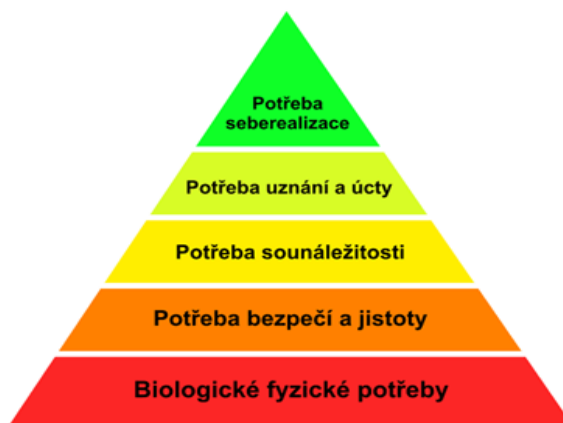 Potřeba
seberealizace
Potřeba uznání a úcty
Potřeba sounáležitosti
Potřeba bezpečí a jistoty
Biologické fyzické potřeby